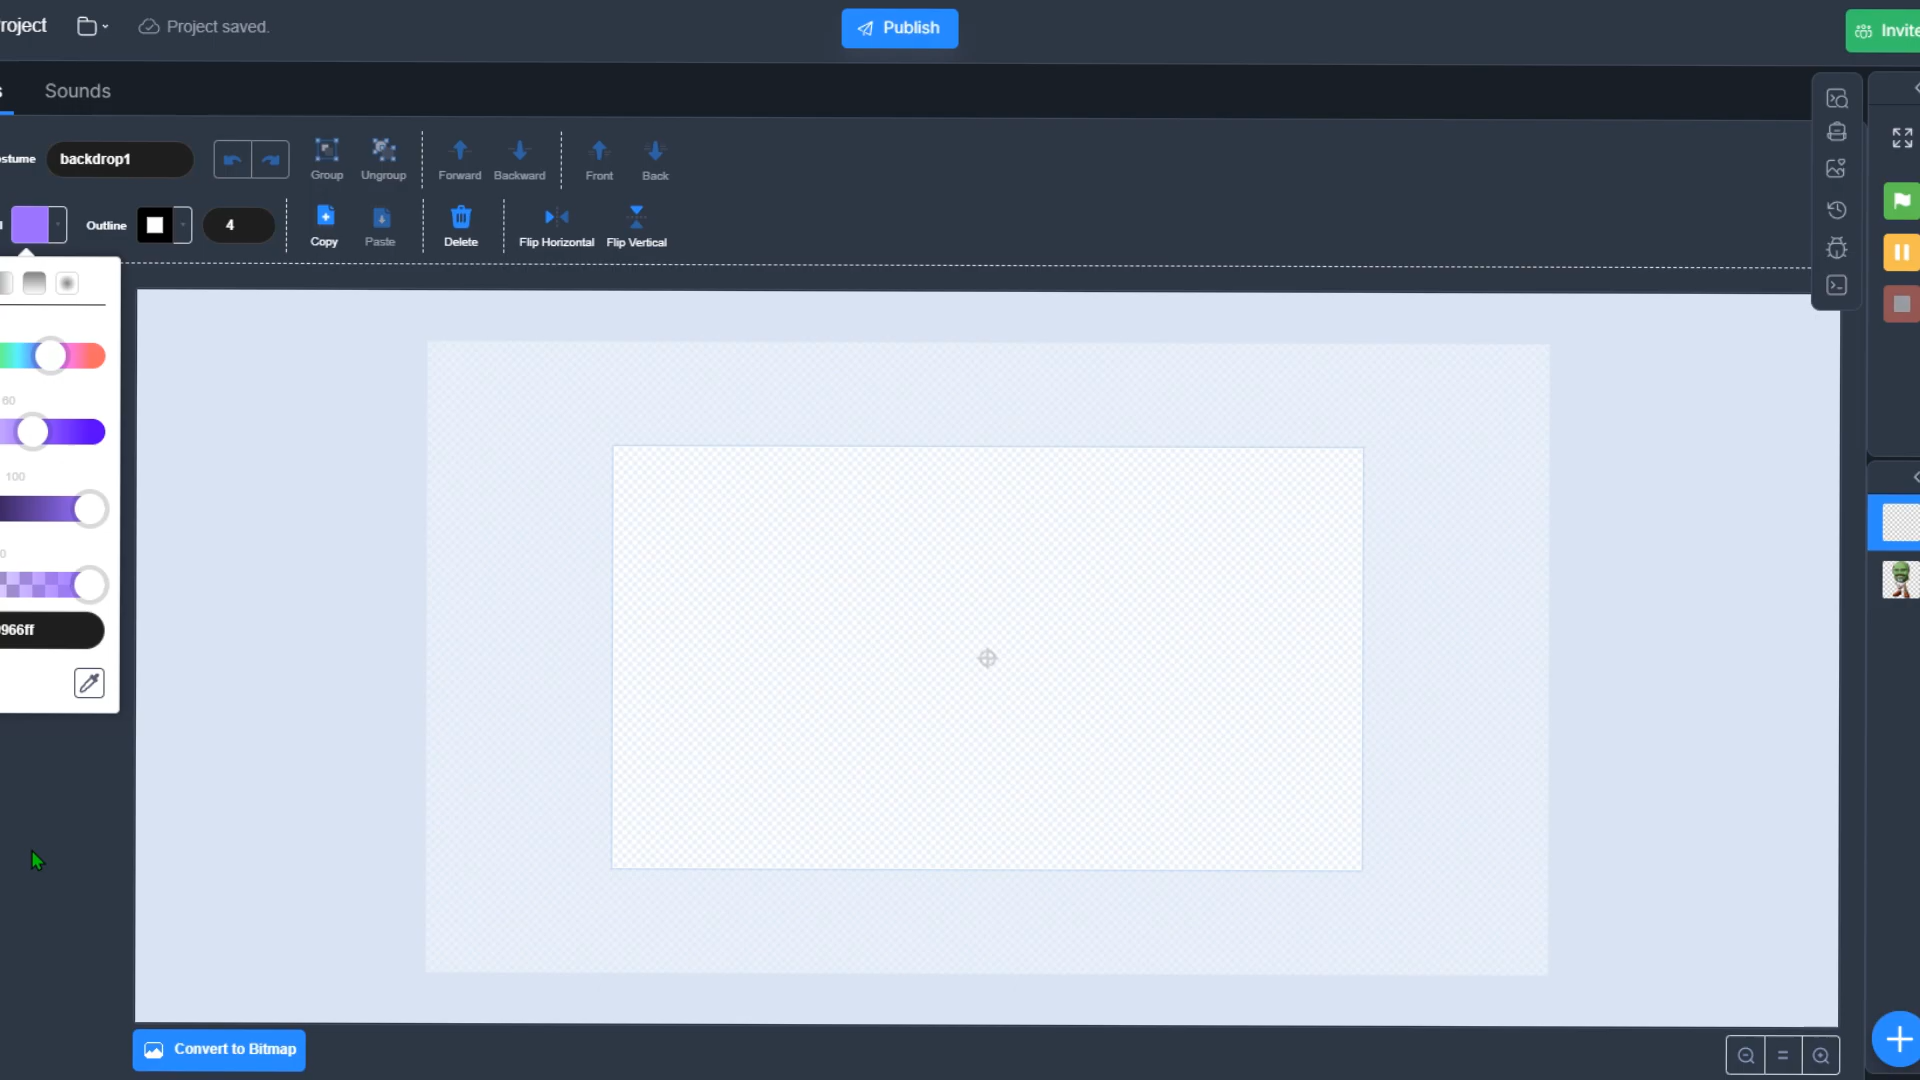 roject
Project saved.
Publish
Invite
Sounds
stume
backdrop1
Group
Ungroup
Forward
Backward
Front
Back
Outline
4
Copy
Paste
Delete
Flip Horizontal
Flip Vertical
60
100
0
966ff
Convert to Bitmap